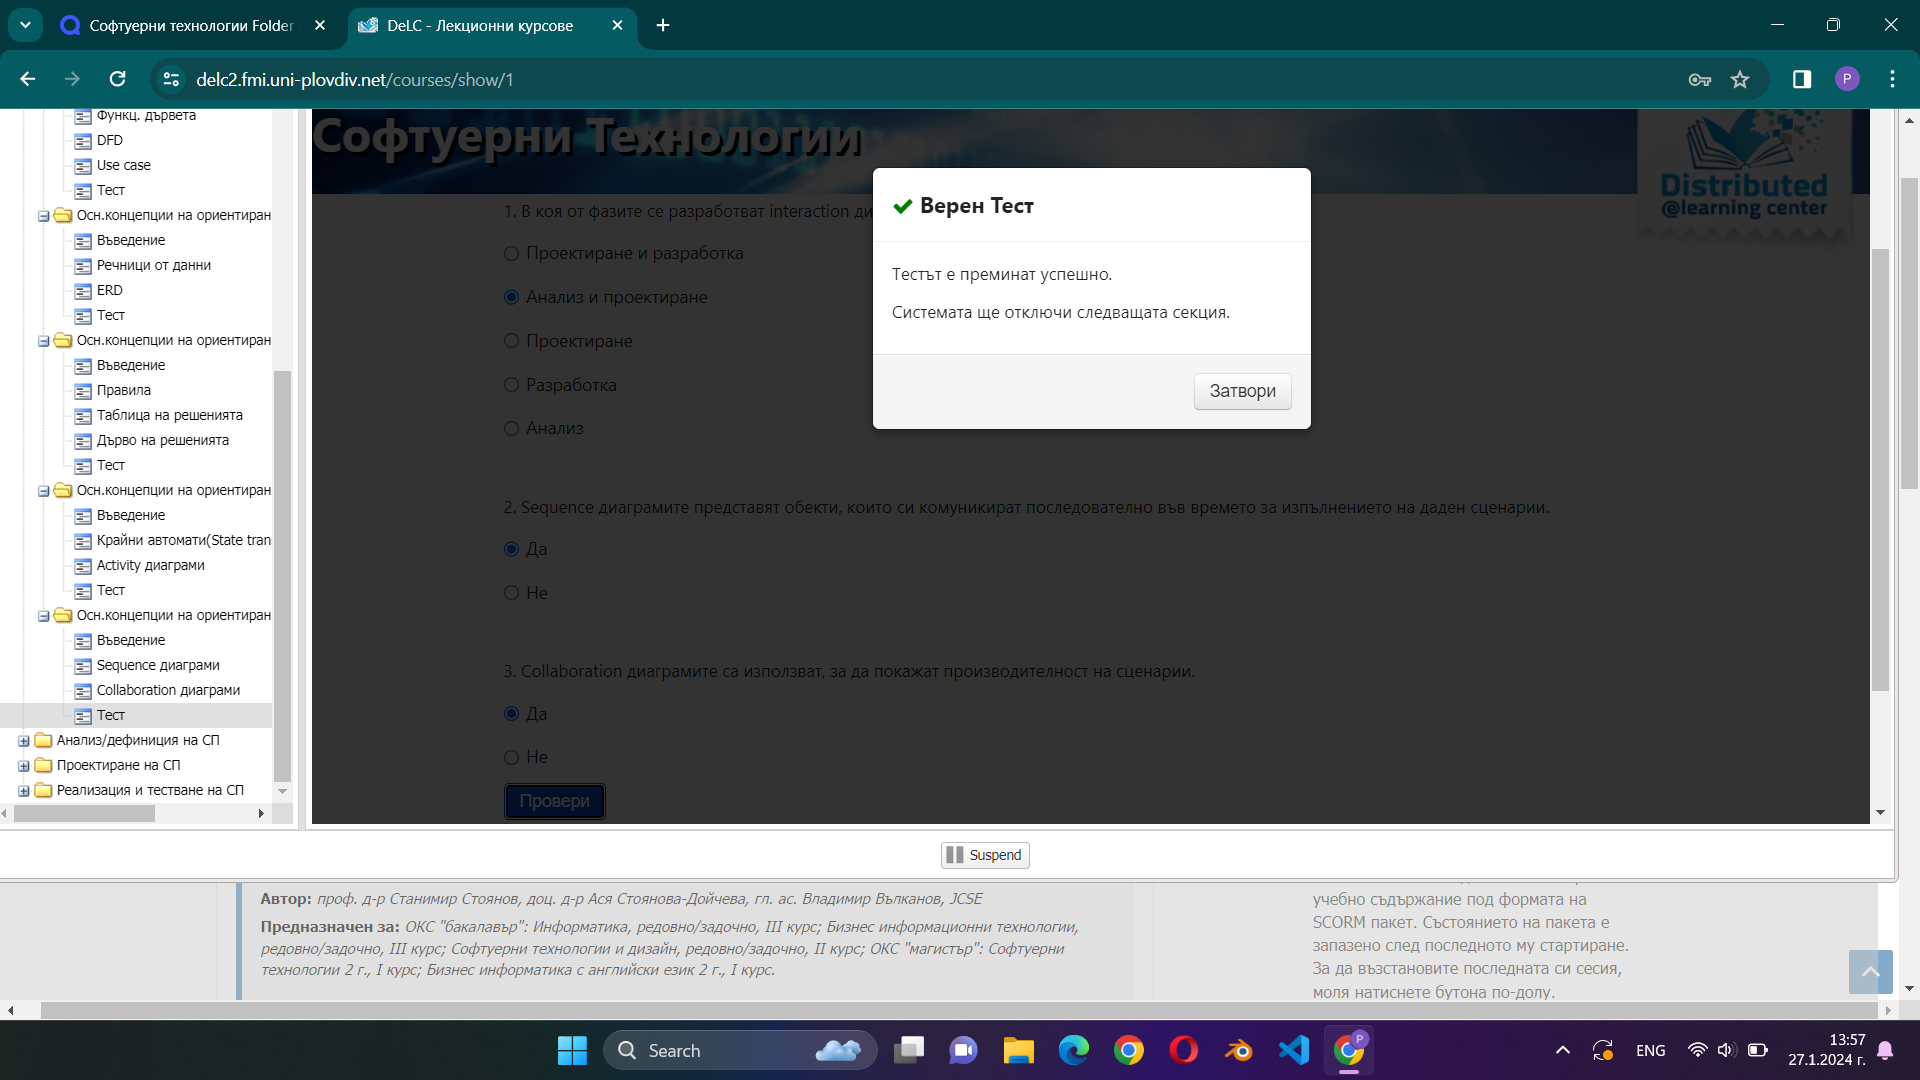 Софтуерни технологии Folder
DeLC - Лекционни курсове
delc2.fmi.uni-plovdiv.net/courses/show/1
P
Функц. дървета
DFD
Use case
Тест
Осн.концепции на ориентиран
Въведение
Речници от данни
ERD
Тест
Осн.концепции на ориентиран
Въведение
Правила
Таблица на решенията
Дърво на решенията
Тест
Осн.концепции на ориентиран
Въведение
Крайни автомати(State tran
Activity диаграми
Тест
Осн.концепции на ориентиран
Въведение
Sequence диаграми
Collaboration диаграми
Тест
Анализ/дефиниция на СП
Проектиране на СП
Реализация и тестване на СП
Софтуерни Технологии
Distributed
@learning center
1. В коя от фазите се разработват interaction ди
Проектиране и разработка
Анализ и проектиране
Проектиране
Разработка
Анализ
Верен Тест
Тестът е преминат успешно.
Системата ще отключи следващата секция.
Затвори
2. Sequence диаграмите представят обекти, които си комуникират последователно във времето за изпълнението на даден сценарии.
Да
Не
3. Collaboration диаграмите са използват, за да покажат производителност на сценарии.
Да
Не
Провери
Suspend
Автор: проф. д-р Станимир Стоянов, доц. д-р Ася Стоянова-Дойчева, гл. ас. Владимир Вълканов, JCSE
Предназначен за: ОКС "бакалавър": Информатика, редовно/задочно, III курс; Бизнес информационни технологии,
редовно/задочно, III курс; Софтуерни технологии и дизайн, редовно/задочно, II курс; ОКС "магистър": Софтуерни
технологии 2 г., I курс; Бизнес информатика с английски език 2 г., I курс.
учебно съдържание под формата на
SCORM пакет. Състоянието на пакета е
запазено след последното му стартиране.
За да възстановите последната си сесия,
моля натиснете бутона по-долу.
Search
P
ENG
13:57
27.1.2024 г.